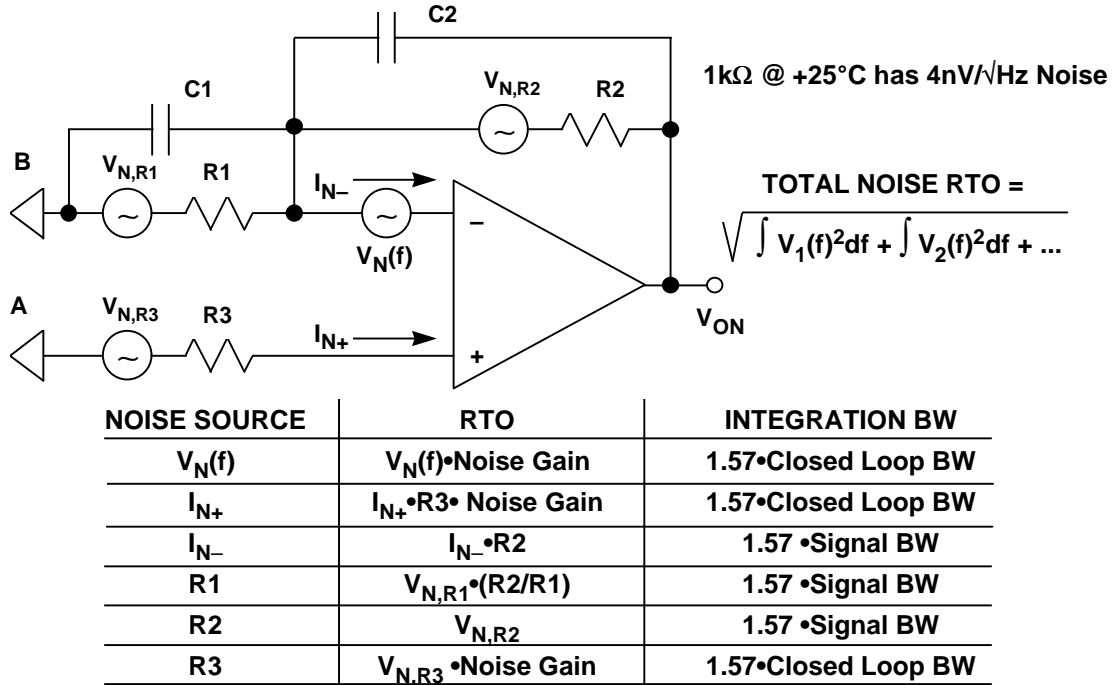 C2
1kΩ @ +25°C has 4nV/√Hz Noise
V_N,R2
R2
C1
B
V_N,R1
R1
I_N–
TOTAL NOISE RTO =
√ ∫ V_1(f)^2df + ∫ V_2(f)^2df + ...
–
V_N(f)
A
V_N,R3
R3
I_N+
+
V_ON
NOISE SOURCE RTO INTEGRATION BW
V_N(f) V_N(f)•Noise Gain 1.57•Closed Loop BW
I_N+ I_N+•R3• Noise Gain 1.57•Closed Loop BW
I_N– I_N–•R2 1.57 •Signal BW
R1 V_N,R1•(R2/R1) 1.57 •Signal BW
R2 V_N,R2 1.57 •Signal BW
R3 V_N,R3 •Noise Gain 1.57•Closed Loop BW